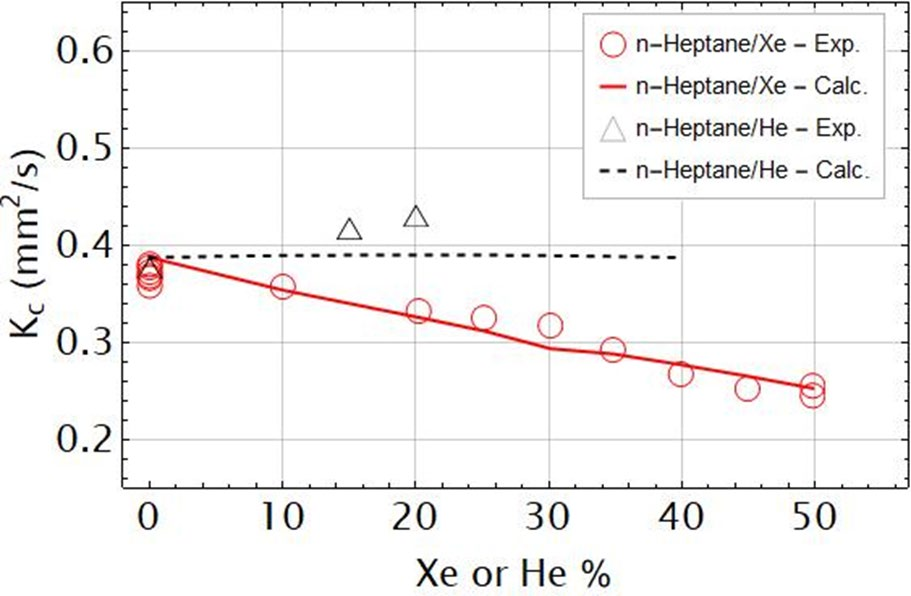 n–Heptane/Xe – Exp.
n–Heptane/Xe – Calc.
n–Heptane/He – Exp.
n–Heptane/He – Calc.
0.6
0.5
0.4
0.3
0.2
Kc (mm²/s)
0 10 20 30 40 50
Xe or He %